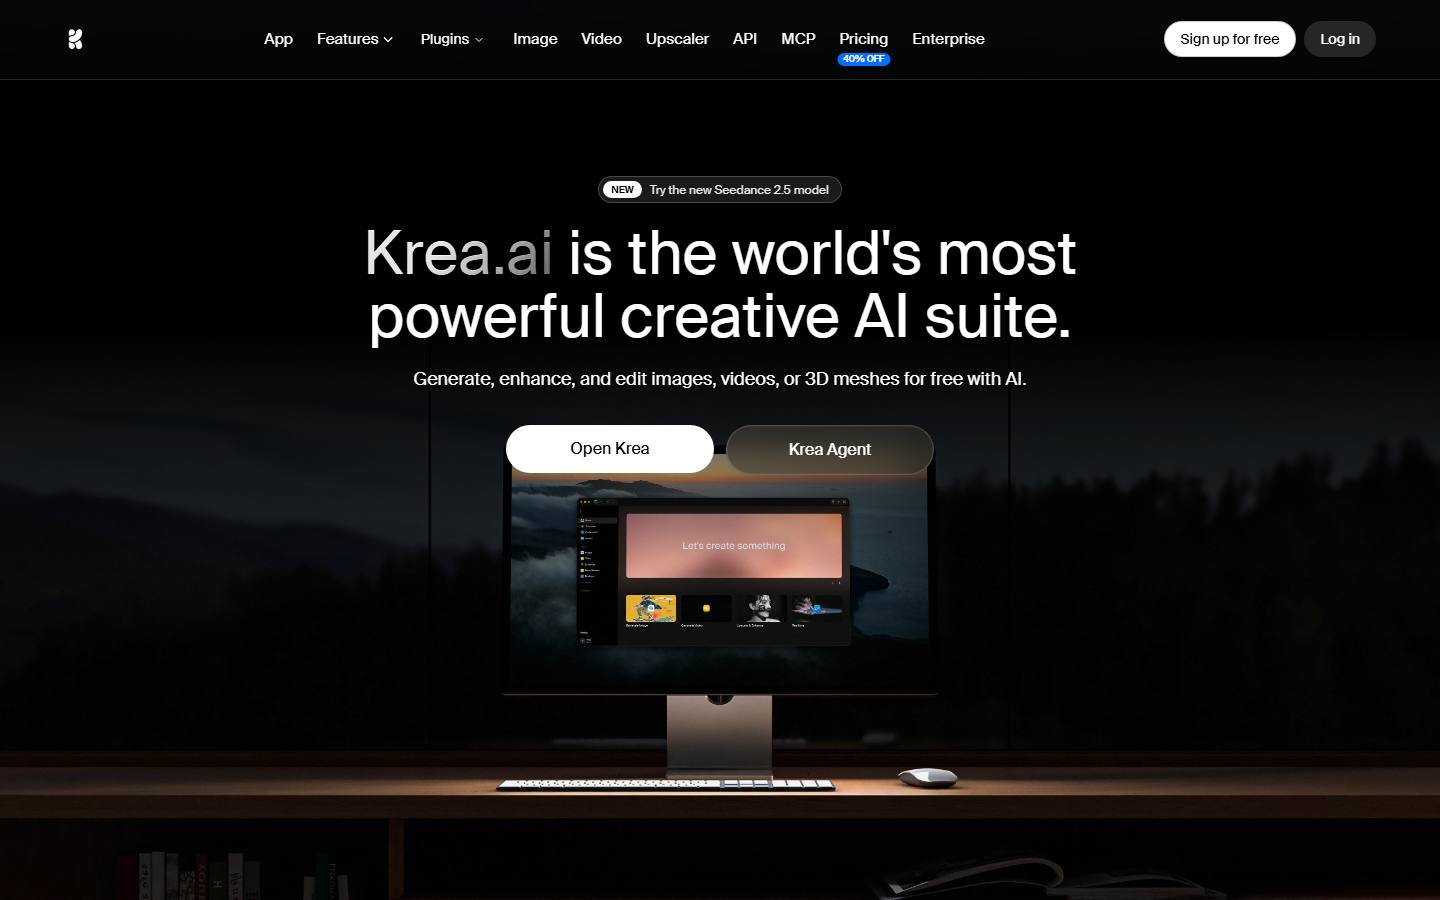 App
Features
Plugins
Image
Video
Upscaler
API
MCP
Pricing
40% OFF
Enterprise
Sign up for free
Log in
NEW Try the new Seedance 2.5 model
Krea.ai is the world's most
powerful creative AI suite.
Generate, enhance, and edit images, videos, or 3D meshes for free with AI.
Open Krea
Krea Agent
Let's create something